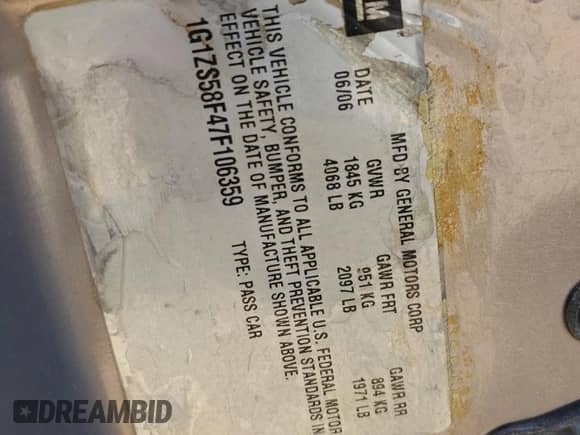 GM
MFD BY GENERAL MOTORS CORP
DATE GVWR GAWR FRT GAWR RR
06/06 1845 KG 951 KG 894 KG
4068 LB 2097 LB 1971 LB
THIS VEHICLE CONFORMS TO ALL APPLICABLE U.S. FEDERAL MOTOR
VEHICLE SAFETY, BUMPER, AND THEFT PREVENTION STANDARDS IN
EFFECT ON THE DATE OF MANUFACTURE SHOWN ABOVE.
1G1ZS58F47F106359 TYPE: PASS CAR
DREAMBID